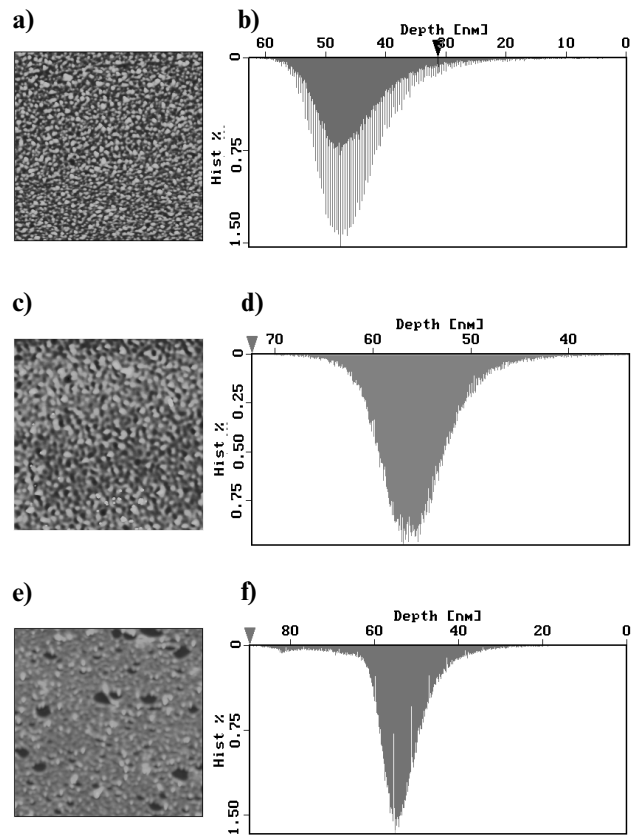 a)
b)
Depth [nM]
60 50 40 30 20 10 0
Hist %
0
0.75
1.50
c)
d)
Depth [nM]
70 60 50 40
Hist %
0
0.25
0.50
0.75
e)
f)
Depth [nM]
80 60 40 20 0
Hist %
0
0.75
1.50